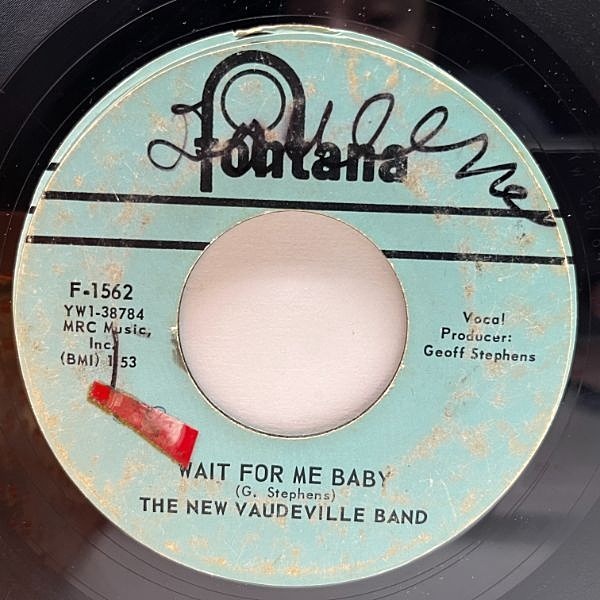 fontana
F-1562
YW1-38784
MRC Music,
Inc.
(BMI) 1:53
Vocal
Producer:
Geoff Stephens
WAIT FOR ME BABY
(G. Stephens)
THE NEW VAUDEVILLE BAND